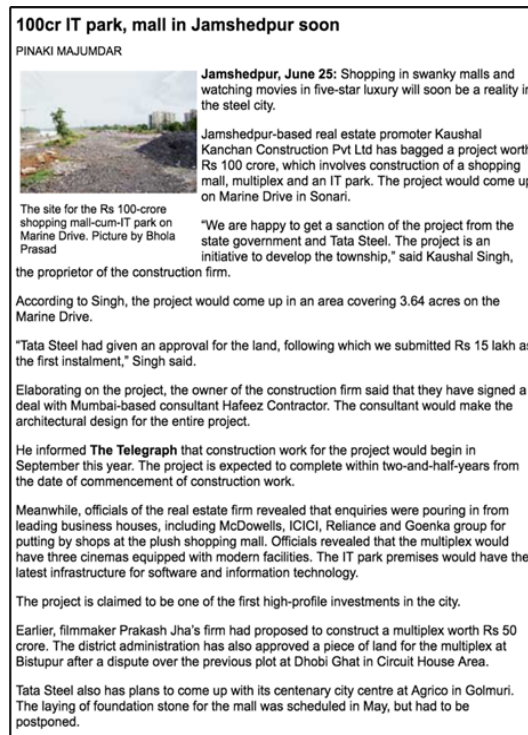 100cr IT park, mall in Jamshedpur soon
PINAKI MAJUMDAR
Jamshedpur, June 25: Shopping in swanky malls and
watching movies in five-star luxury will soon be a reality in
the steel city.
Jamshedpur-based real estate promoter Kaushal
Kanchan Construction Pvt Ltd has bagged a project worth
Rs 100 crore, which involves construction of a shopping
mall, multiplex and an IT park. The project would come up
on Marine Drive in Sonari.
The site for the Rs 100-crore
shopping mall-cum-IT park on
Marine Drive. Picture by Bhola
Prasad
“We are happy to get a sanction of the project from the
state government and Tata Steel. The project is an
initiative to develop the township,” said Kaushal Singh,
the proprietor of the construction firm.
According to Singh, the project would come up in an area covering 3.64 acres on the
Marine Drive.
“Tata Steel had given an approval for the land, following which we submitted Rs 15 lakh as
the first instalment,” Singh said.
Elaborating on the project, the owner of the construction firm said that they have signed a
deal with Mumbai-based consultant Hafeez Contractor. The consultant would make the
architectural design for the entire project.
He informed The Telegraph that construction work for the project would begin in
September this year. The project is expected to complete within two-and-half-years from
the date of commencement of construction work.
Meanwhile, officials of the real estate firm revealed that enquiries were pouring in from
leading business houses, including McDowells, ICICI, Reliance and Goenka group for
putting by shops at the plush shopping mall. Officials revealed that the multiplex would
have three cinemas equipped with modern facilities. The IT park premises would have the
latest infrastructure for software and information technology.
The project is claimed to be one of the first high-profile investments in the city.
Earlier, filmmaker Prakash Jha’s firm had proposed to construct a multiplex worth Rs 50
crore. The district administration has also approved a piece of land for the multiplex at
Bistupur after a dispute over the previous plot at Dhobi Ghat in Circuit House Area.
Tata Steel also has plans to come up with its centenary city centre at Agrico in Golmuri.
The laying of foundation stone for the mall was scheduled in May, but had to be
postponed.